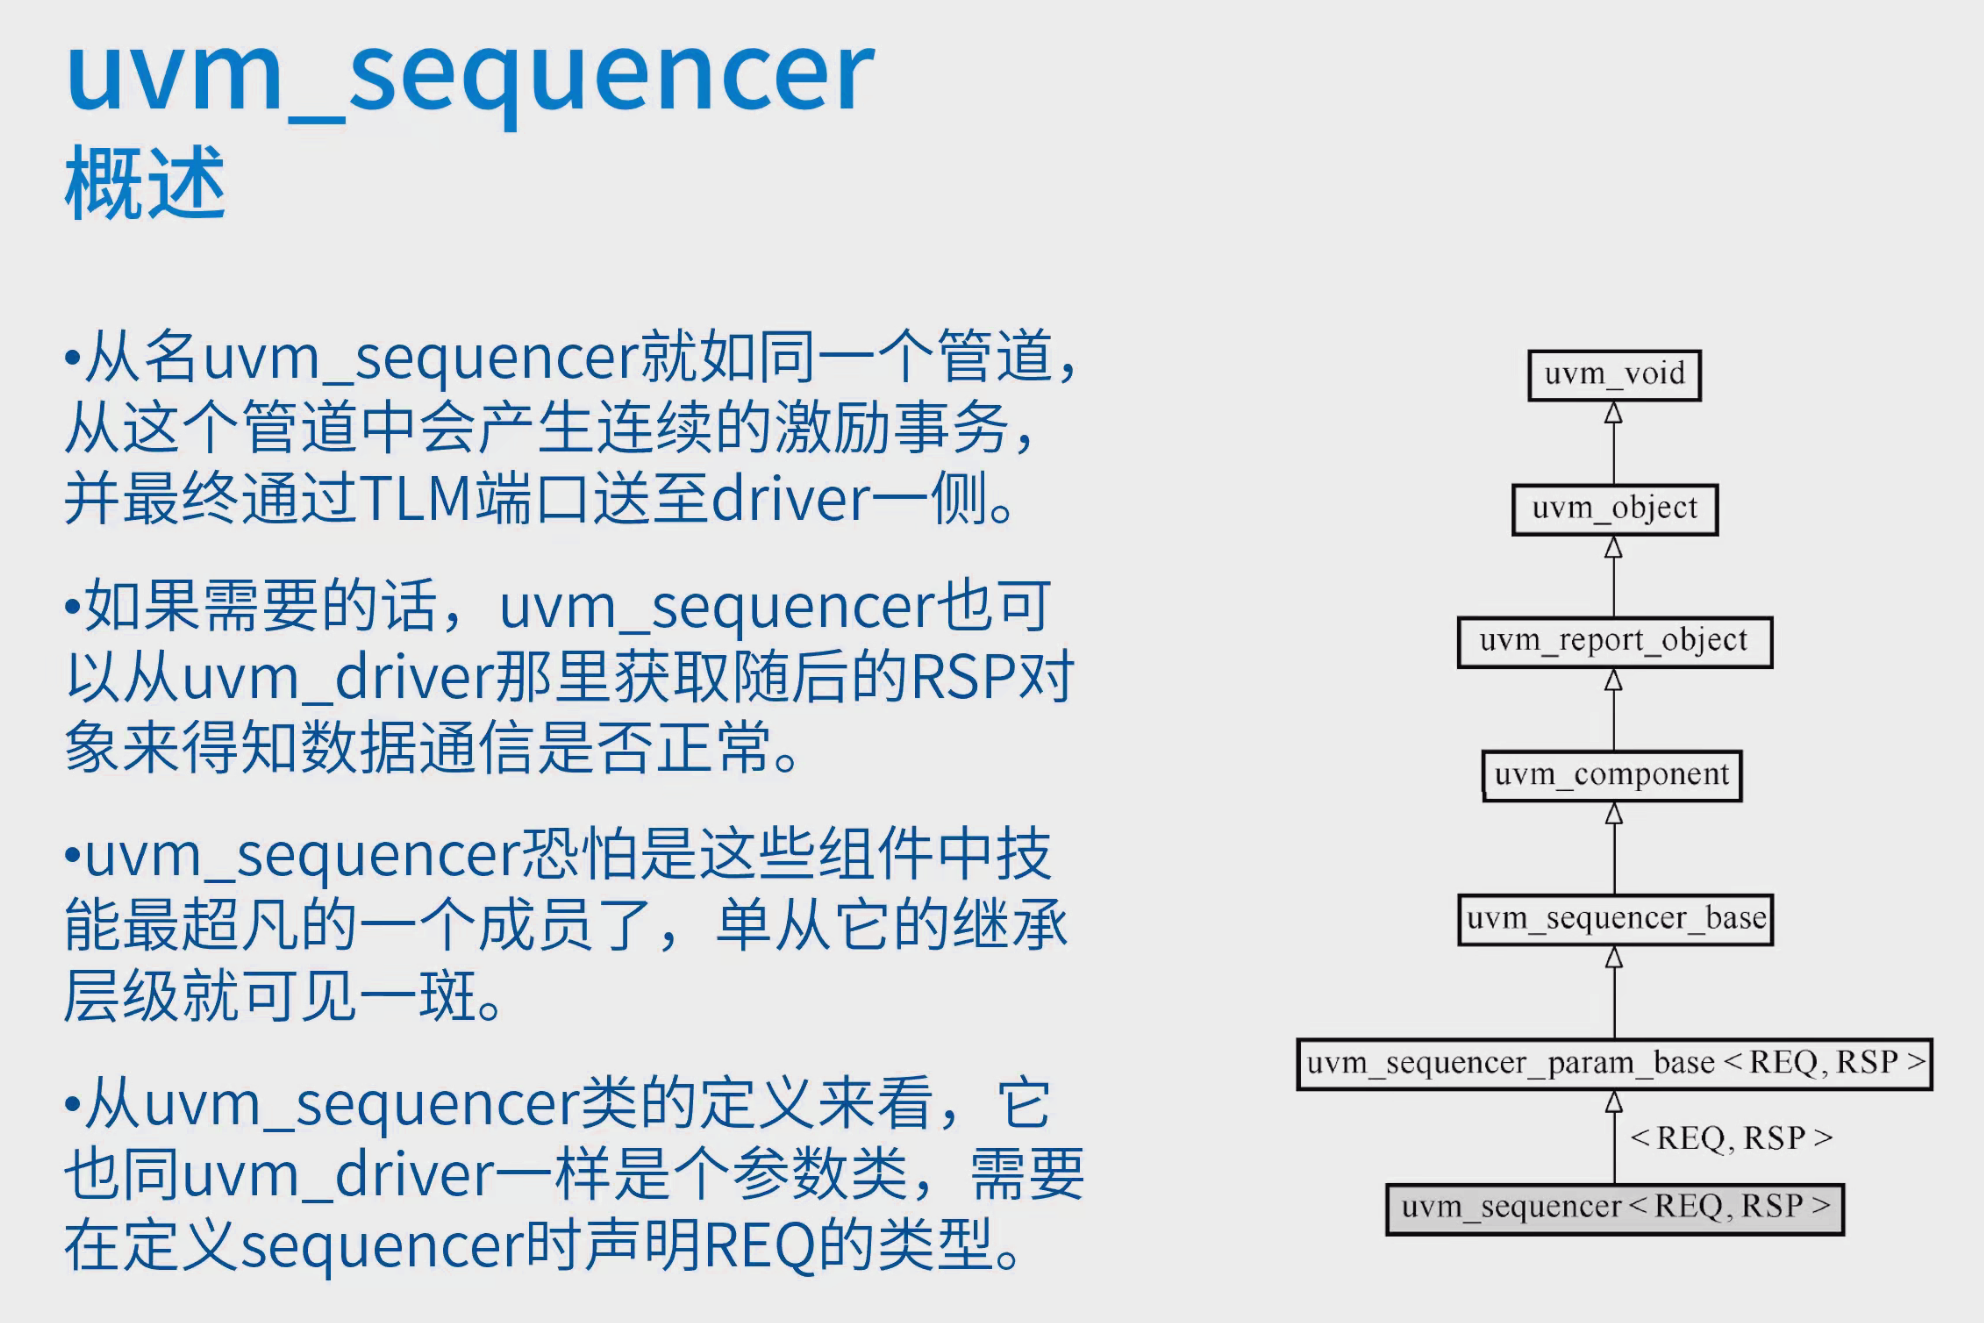 uvm_sequencer
概述
•从名uvm_sequencer就如同一个管道，
从这个管道中会产生连续的激励事务，
并最终通过TLM端口送至driver一侧。
•如果需要的话，uvm_sequencer也可
以从uvm_driver那里获取随后的RSP对
象来得知数据通信是否正常。
•uvm_sequencer恐怕是这些组件中技
能最超凡的一个成员了，单从它的继承
层级就可见一斑。
•从uvm_sequencer类的定义来看，它
也同uvm_driver一样是个参数类，需要
在定义sequencer时声明REQ的类型。
uvm_void
uvm_object
uvm_report_object
uvm_component
uvm_sequencer_base
uvm_sequencer_param_base<REQ, RSP>
<REQ, RSP>
uvm_sequencer<REQ, RSP>